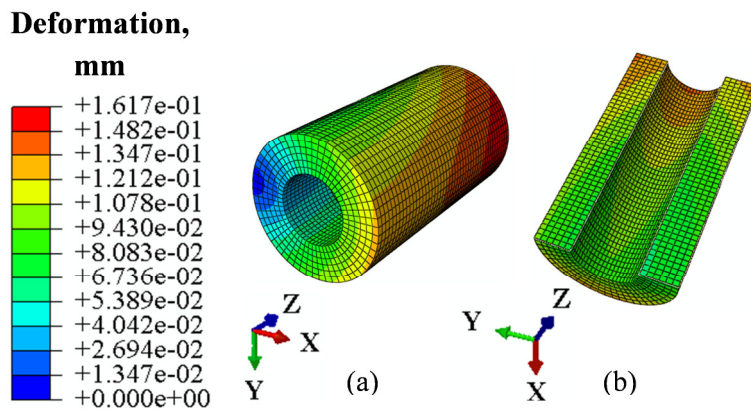 Deformation,
mm
+1.617e-01
+1.482e-01
+1.347e-01
+1.212e-01
+1.078e-01
+9.430e-02
+8.083e-02
+6.736e-02
+5.389e-02
+4.042e-02
+2.694e-02
+1.347e-02
+0.000e+00
Z
X
Y
(a)
Z
Y
X
(b)